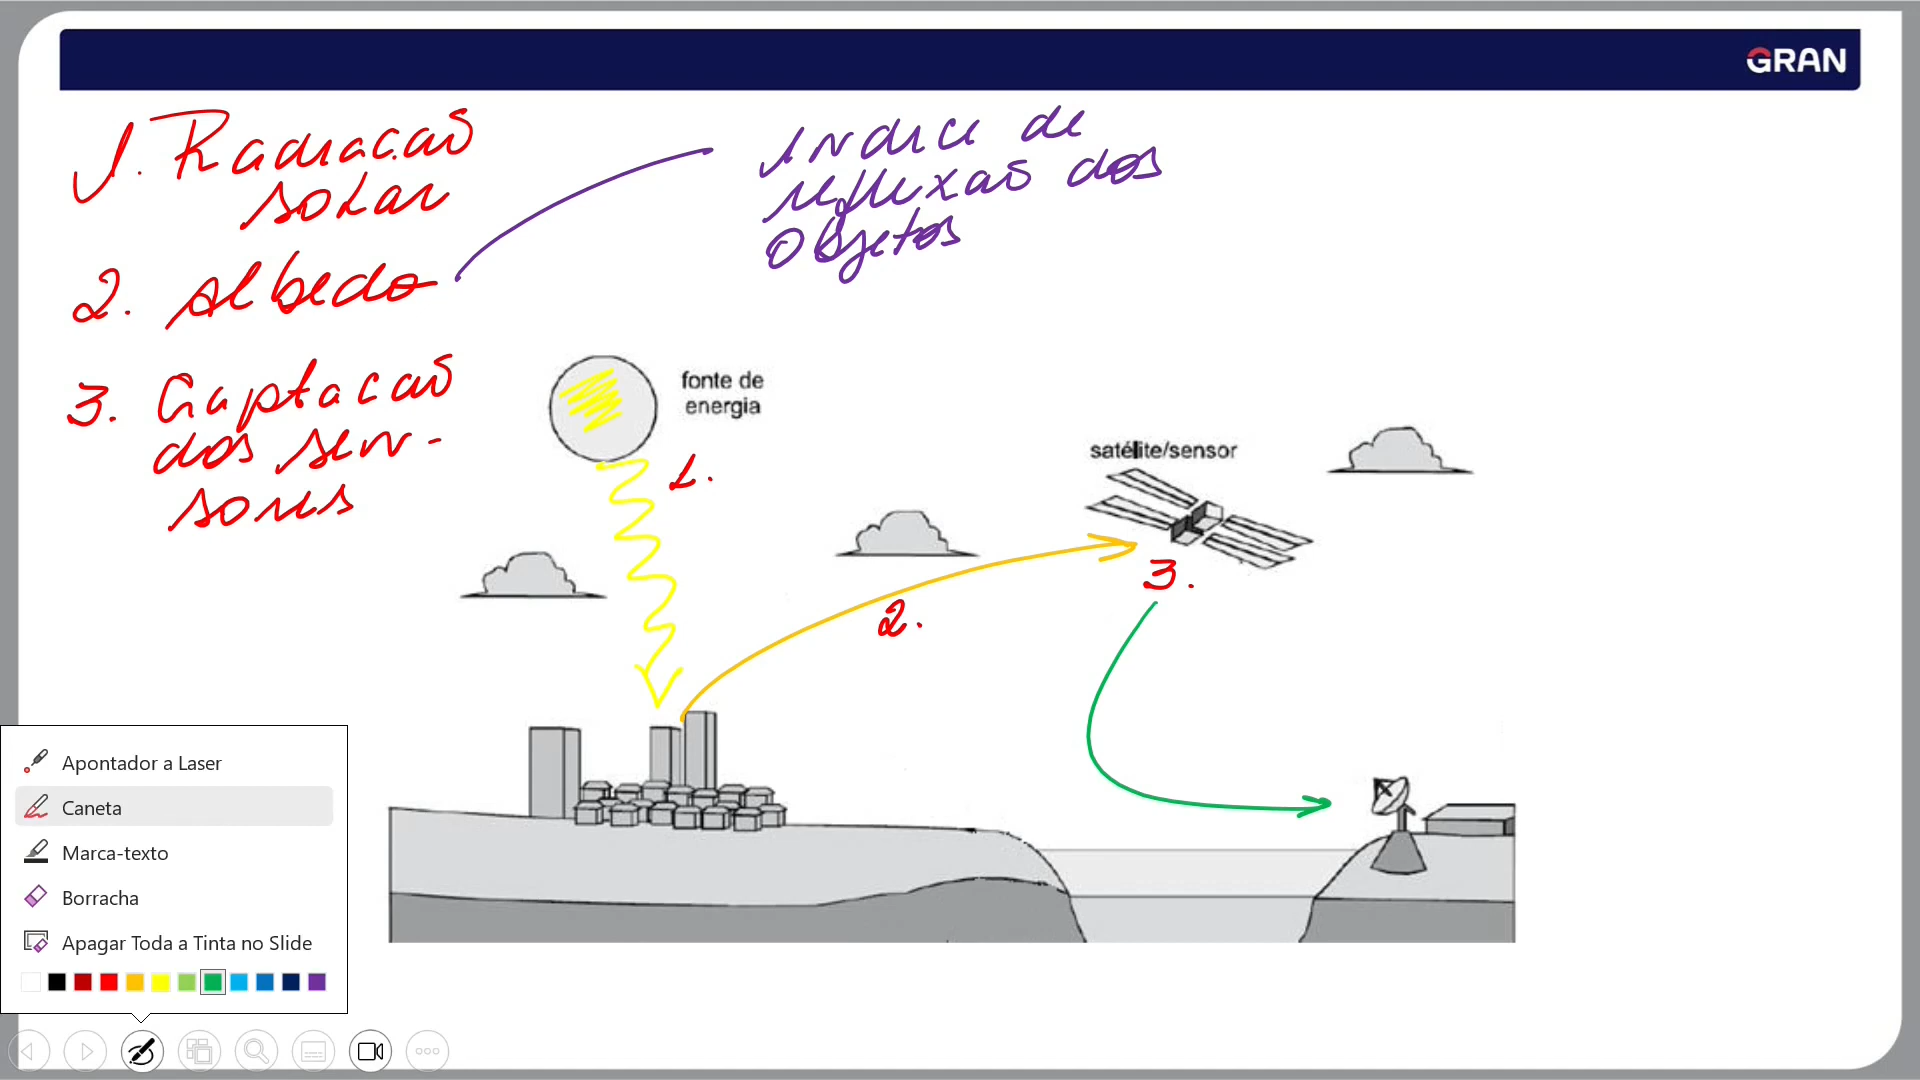 GRAN
1. Radiação
solar
2. Albedo
Indice de
reflexão dos
objetos
3. Captação
dos sen-
sores
fonte de
energia
1.
satélite/sensor
2.
3.
Apontador a Laser
Caneta
Marca-texto
Borracha
Apagar Toda a Tinta no Slide